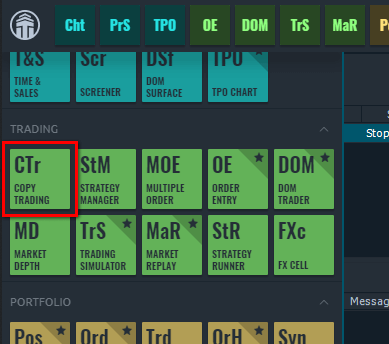 Cht PrS TPO OE DOM TrS MaR
T&S Scr DSf TPO
TIME & SALES
SCREENER
DOM SURFACE
TPO CHART
TRADING
CTr StM MOE OE DOM
COPY TRADING
STRATEGY MANAGER
MULTIPLE ORDER
ORDER ENTRY
DOM TRADER
MD TrS MaR StR FXc
MARKET DEPTH
TRADING SIMULATOR
MARKET REPLAY
STRATEGY RUNNER
FX CELL
PORTFOLIO
Pos Ord Trd OrH Syn
Stop
Messag